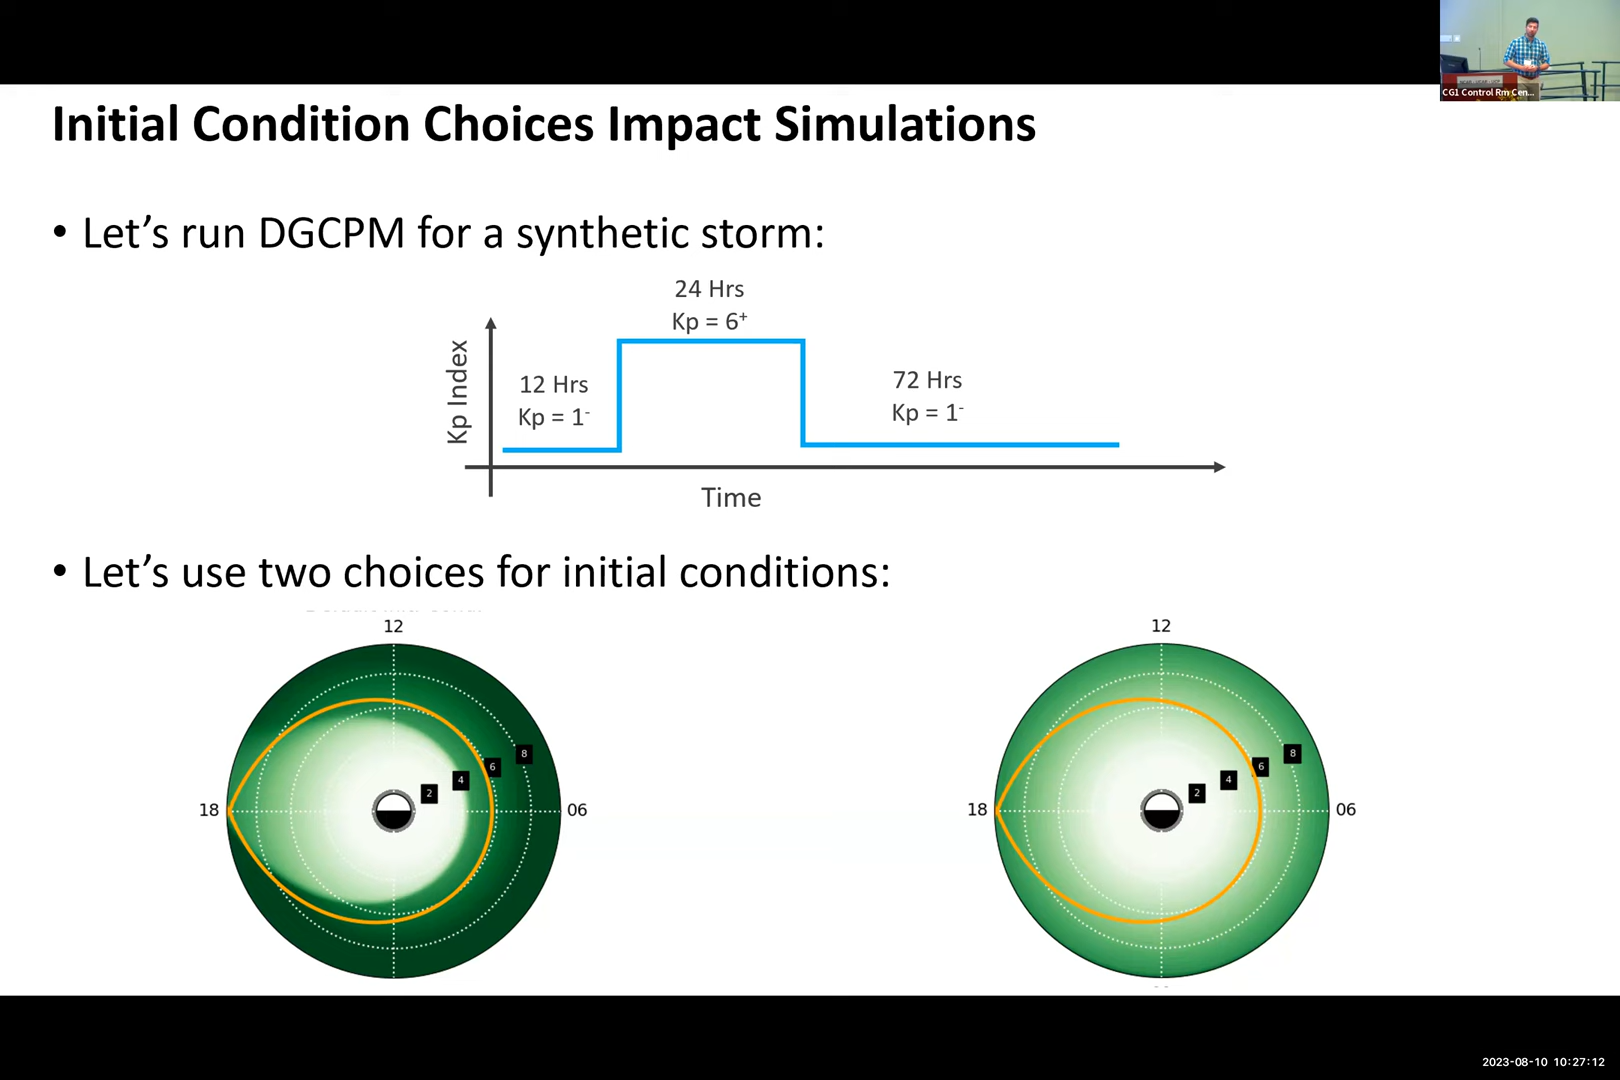 CG1 Control Rm Cen...
Initial Condition Choices Impact Simulations
• Let's run DGCPM for a synthetic storm:
24 Hrs
Kp = 6⁺
Kp Index
12 Hrs
Kp = 1⁻
72 Hrs
Kp = 1⁻
Time
• Let's use two choices for initial conditions:
12
18
06
2
4
6
8
12
18
06
2
4
6
8
2023-08-10 10:27:12